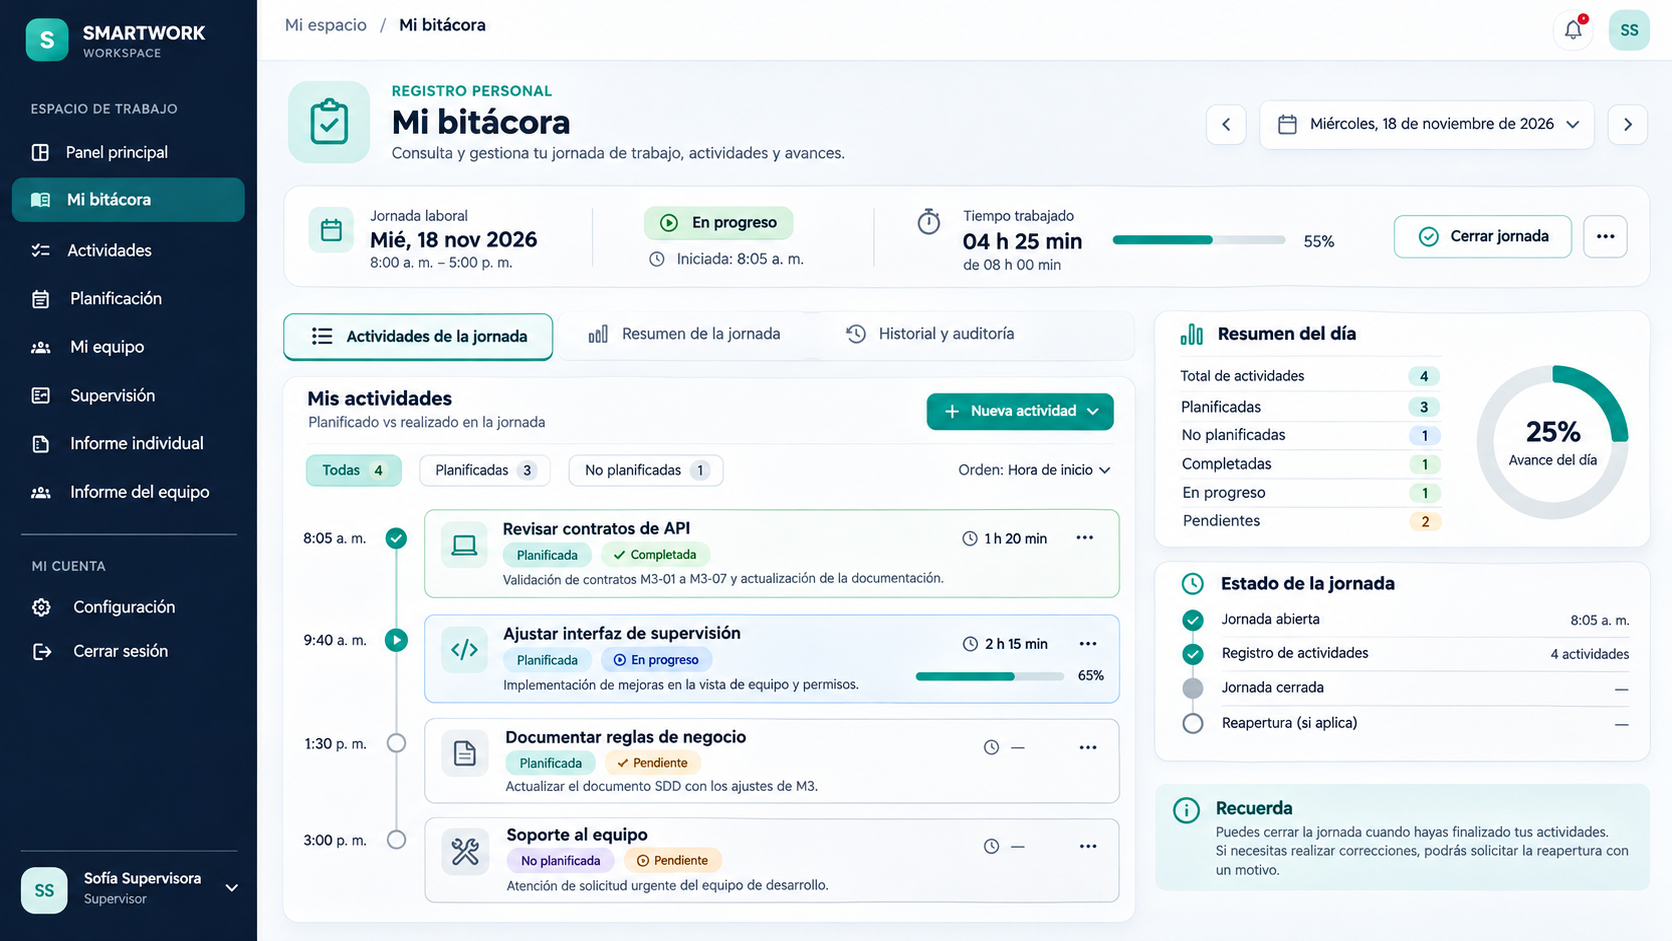 S
SMARTWORK
WORKSPACE
ESPACIO DE TRABAJO
Panel principal
Mi bitácora
Actividades
Planificación
Mi equipo
Supervisión
Informe individual
Informe del equipo
MI CUENTA
Configuración
Cerrar sesión
SS
Sofía Supervisora
Supervisor
Mi espacio / Mi bitácora
SS
REGISTRO PERSONAL
Mi bitácora
Consulta y gestiona tu jornada de trabajo, actividades y avances.
Miércoles, 18 de noviembre de 2026
Jornada laboral
Mié, 18 nov 2026
8:00 a. m. – 5:00 p. m.
En progreso
Iniciada: 8:05 a. m.
Tiempo trabajado
04 h 25 min
de 08 h 00 min
55%
Cerrar jornada
Actividades de la jornada
Resumen de la jornada
Historial y auditoría
Mis actividades
Planificado vs realizado en la jornada
+ Nueva actividad
Todas 4
Planificadas 3
No planificadas 1
Orden: Hora de inicio
8:05 a. m.
Revisar contratos de API
1 h 20 min
Planificada
Completada
Validación de contratos M3-01 a M3-07 y actualización de la documentación.
9:40 a. m.
Ajustar interfaz de supervisión
2 h 15 min
Planificada
En progreso
65%
Implementación de mejoras en la vista de equipo y permisos.
1:30 p. m.
Documentar reglas de negocio
—
Planificada
Pendiente
Actualizar el documento SDD con los ajustes de M3.
3:00 p. m.
Soporte al equipo
—
No planificada
Pendiente
Atención de solicitud urgente del equipo de desarrollo.
Resumen del día
Total de actividades 4
Planificadas 3
No planificadas 1
Completadas 1
En progreso 1
Pendientes 2
25%
Avance del día
Estado de la jornada
Jornada abierta 8:05 a. m.
Registro de actividades 4 actividades
Jornada cerrada —
Reapertura (si aplica) —
Recuerda
Puedes cerrar la jornada cuando hayas finalizado tus actividades.
Si necesitas realizar correcciones, podrás solicitar la reapertura con
un motivo.